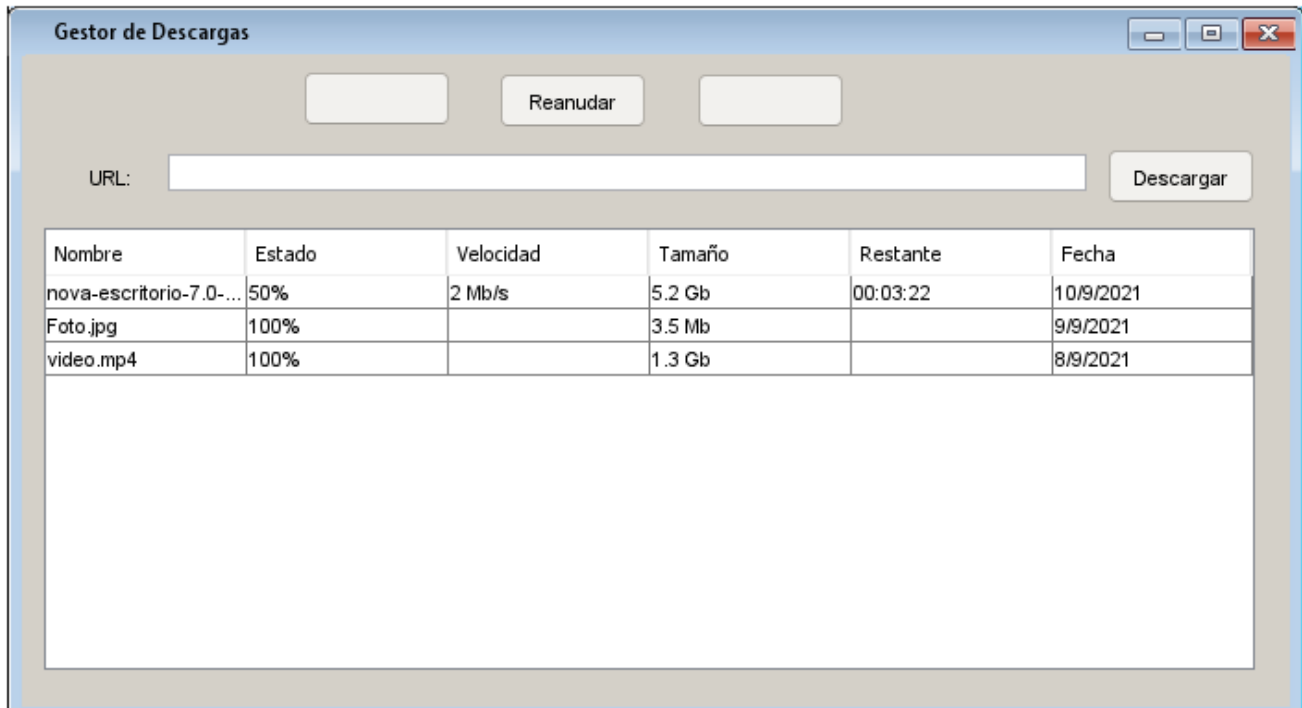 Gestor de Descargas
Reanudar
URL: Descargar
Nombre Estado Velocidad Tamaño Restante Fecha
nova-escritorio-7.0-... 50% 2 Mb/s 5.2 Gb 00:03:22 10/9/2021
Foto.jpg 100% 3.5 Mb 9/9/2021
video.mp4 100% 1.3 Gb 8/9/2021